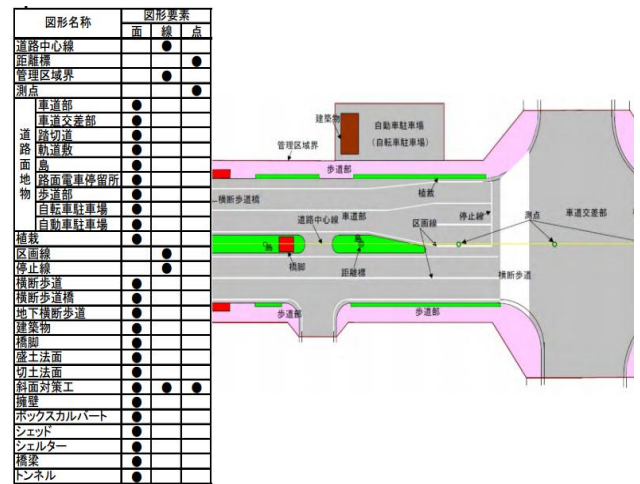 図形名称 図形要素
面 線 点
道路中心線 ●
距離標 ●
管理区域界 ●
測点 ●
道路面地物
車道部 ●
車道交差部 ●
踏切道 ●
軌道敷 ●
島 ●
路面電車停留所 ●
歩道部 ●
自転車駐車場 ●
自動車駐車場 ●
植栽 ●
区画線 ●
停止線 ●
横断歩道 ●
横断歩道橋 ●
地下横断歩道 ●
建築物 ●
橋脚 ●
盛土法面 ●
切土法面 ●
斜面対策工 ● ● ●
擁壁 ●
ボックスカルバート ●
シェッド ●
シェルター ●
橋梁 ●
トンネル ●
建築物
自動車駐車場
(自転車駐車場)
管理区域界
歩道部
植栽
横断歩道橋
車道部
停止線
測点
車道交差部
道路中心線
区画線
島
島
橋脚
距離標
横断歩道
歩道部
歩道部